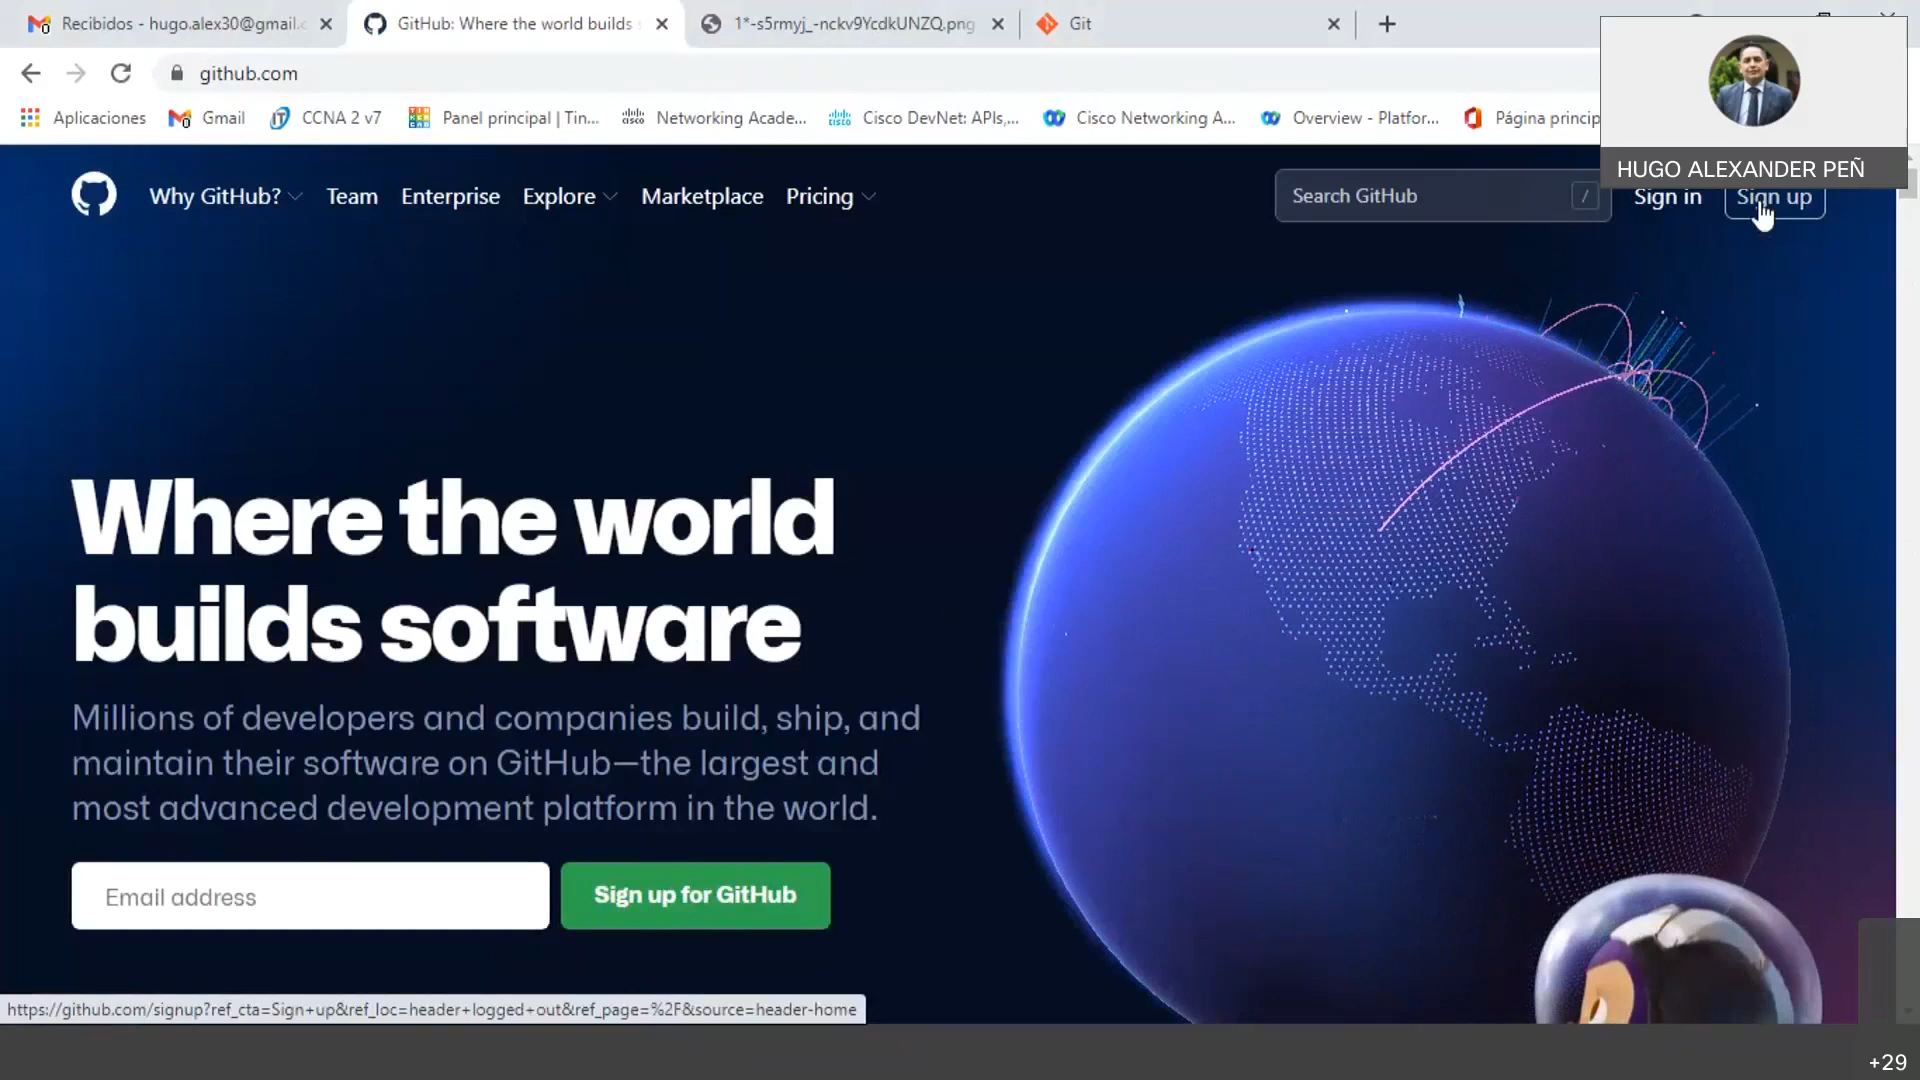 Recibidos - hugo.alex30@gmail.c
GitHub: Where the world builds s
1*-s5rmyj_-nckv9YcdkUNZQ.png
Git
github.com
Aplicaciones
Gmail
CCNA 2 v7
Panel principal | Tin...
Networking Acade...
Cisco DevNet: APIs,...
Cisco Networking A...
Overview - Platfor...
Página princip
HUGO ALEXANDER PEÑ
Why GitHub?
Team
Enterprise
Explore
Marketplace
Pricing
Search GitHub
/
Sign in
Sign up
Where the world
builds software
Millions of developers and companies build, ship, and
maintain their software on GitHub—the largest and
most advanced development platform in the world.
Email address
Sign up for GitHub
https://github.com/signup?ref_cta=Sign+up&ref_loc=header+logged+out&ref_page=%2F&source=header-home
+29